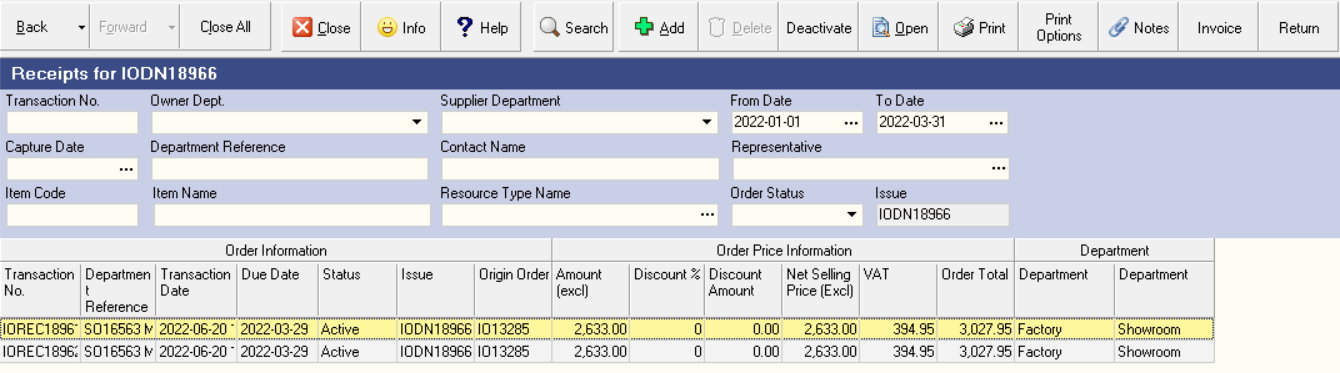 Back Forward Close All Close Info Help Search Add Delete Deactivate Open Print Print Options Notes Invoice Return
Receipts for IODN18966
Transaction No. Owner Dept. Supplier Department From Date To Date
2022-01-01 ... 2022-03-31 ...
Capture Date Department Reference Contact Name Representative
... ...
Item Code Item Name Resource Type Name Order Status Issue
... IODN18966
Order Information Order Price Information Department
Transaction No. Department Reference Transaction Date Due Date Status Issue Origin Order Amount (excl) Discount % Discount Amount Net Selling Price (Excl) VAT Order Total Department Department
IOREC1896 SO16563 2022-06-20 2022-03-29 Active IODN18966 IO13285 2,633.00 0 0.00 2,633.00 394.95 3,027.95 Factory Showroom
IOREC1896 SO16563 2022-06-20 2022-03-29 Active IODN18966 IO13285 2,633.00 0 0.00 2,633.00 394.95 3,027.95 Factory Showroom